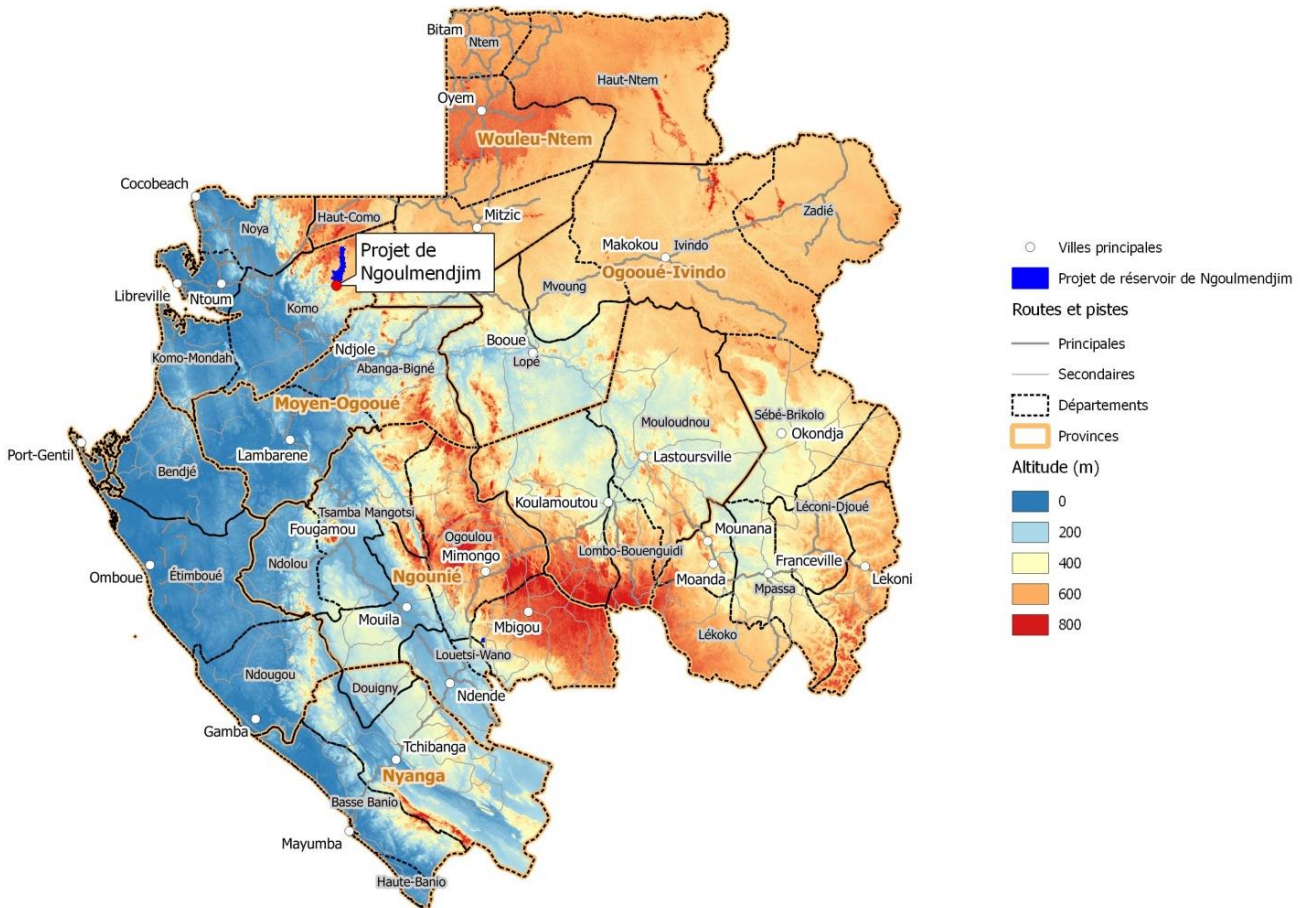 Bitam
Ntem
Haut-Ntem
Oyem
Wouleu-Ntem
Cocobeach
Haut-Como
Noya
Mitzic
Zadié
Projet de
Ngoulmendjim
Makokou
Ivindo
Ogooué-Ivindo
Mvoung
Libreville
Ntoum
Komo
Komo-Mondah
Ndjole
Booue
Lopé
Abanga-Bigné
Moyen-Ogooué
Mouloudnou
Sébé-Brikolo
Okondja
Port-Gentil
Lambarene
Lastoursville
Bendjé
Koulamoutou
Léconi-Djoué
Tsamba Mangotsi
Fougamou
Ogoulou
Mounana
Lombo-Bouenguidi
Mimongo
Omboue
Étimboué
Ndolou
Ngounié
Franceville
Lekoni
Moanda
Mpassa
Mouila
Mbigou
Lékoko
Louetsi-Wano
Ndougou
Douigny
Ndende
Gamba
Tchibanga
Nyanga
Basse Banio
Mayumba
Haute-Banio
Villes principales
Projet de réservoir de Ngoulmendjim
Routes et pistes
Principales
Secondaires
Départements
Provinces
Altitude (m)
0
200
400
600
800